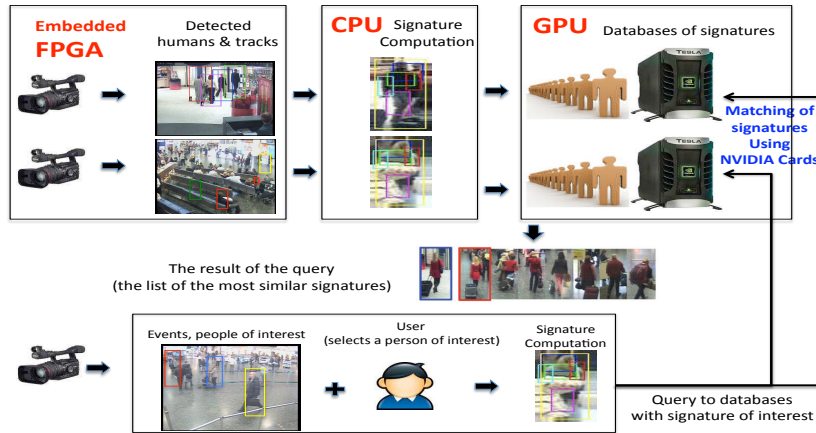 Embedded
FPGA
Detected
humans & tracks
CPU
Signature
Computation
GPU
Databases of signatures
TESLA
TESLA
Matching of
signatures
Using
NVIDIA Cards
The result of the query
(the list of the most similar signatures)
Events, people of interest
User
(selects a person of interest)
Signature
Computation
Query to databases
with signature of interest